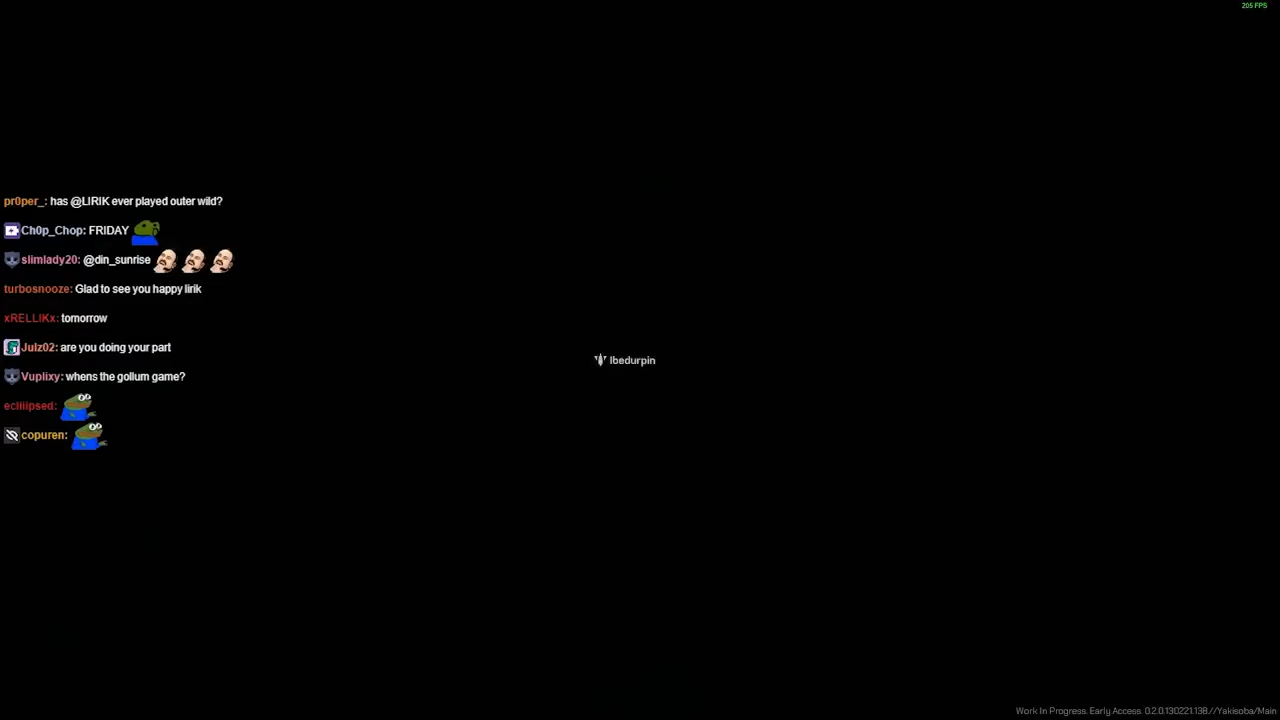 205 FPS
pr0per_: has @LIRIK ever played outer wild?
Ch0p_Chop: FRIDAY
slimlady20: @din_sunrise
turbosnooze: Glad to see you happy lirik
xRELLIKx: tomorrow
Julz02: are you doing your part
Vuplixy: whens the gollum game?
ecliiipsed:
copuren:
Ibedurpin
Work In Progress. Early Access. 0.2.0.130221.138.//Yakisoba/Main